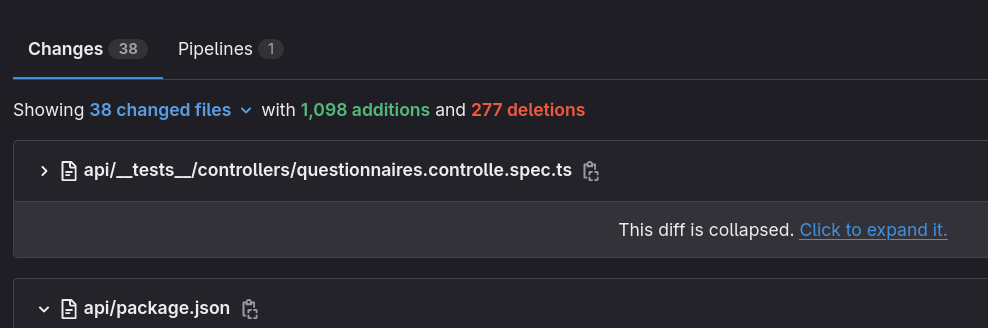 Changes 38 Pipelines 1
Showing 38 changed files with 1,098 additions and 277 deletions
api/__tests__/controllers/questionnaires.controlle.spec.ts
This diff is collapsed. Click to expand it.
api/package.json